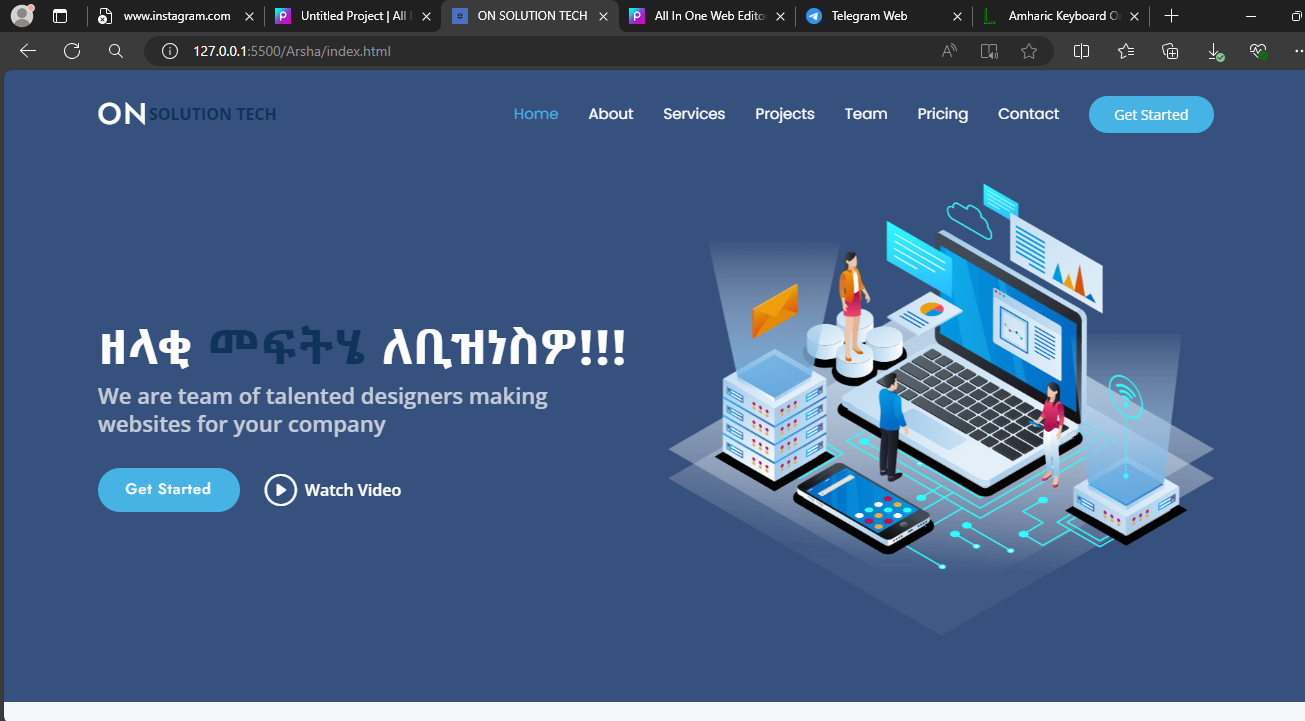 www.instagram.com
Untitled Project | All I
ON SOLUTION TECH
All In One Web Edito
Telegram Web
Amharic Keyboard O
127.0.0.1:5500/Arsha/index.html
ON SOLUTION TECH
Home About Services Projects Team Pricing Contact Get Started
ዘላቂ መፍትሄ ለቢዝነስዎ!!!
We are team of talented designers making
websites for your company
Get Started Watch Video